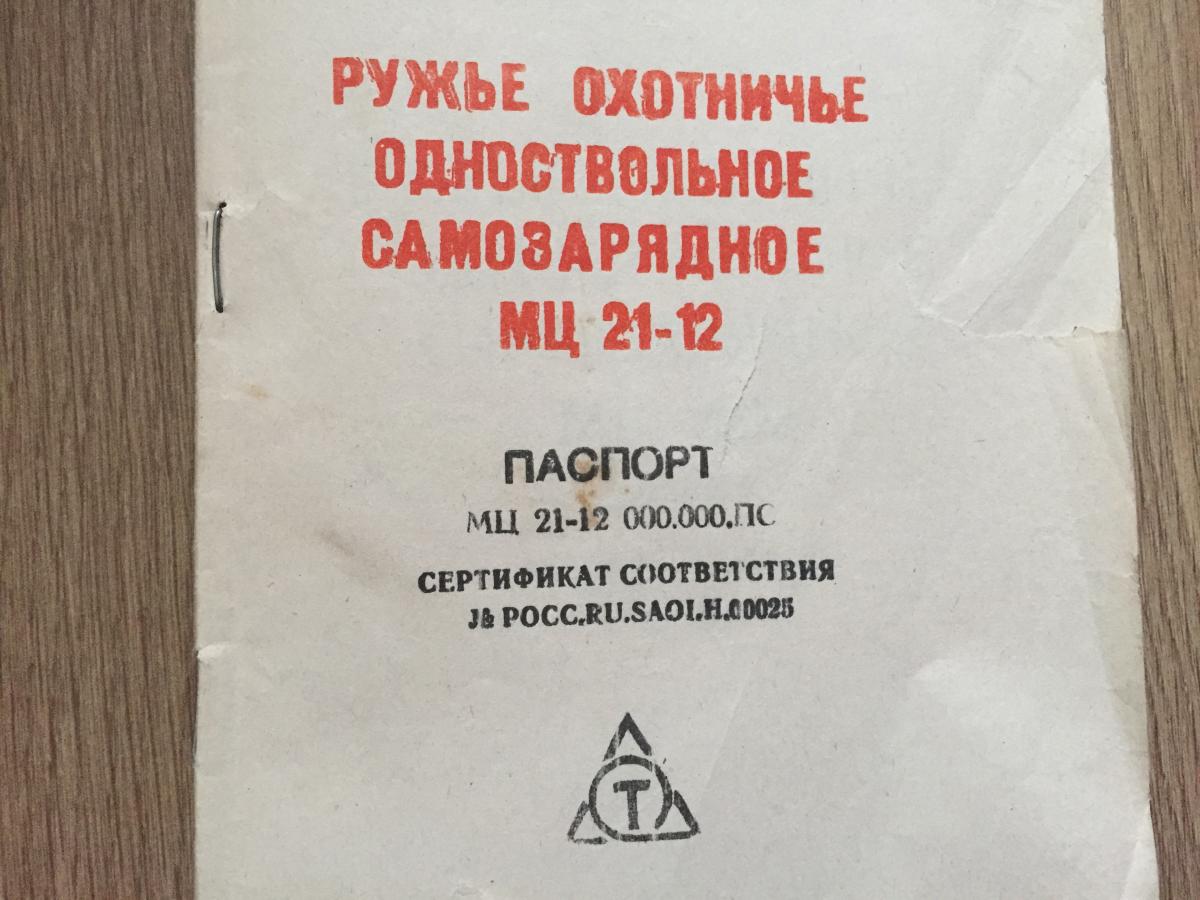 РУЖЬЕ ОХОТНИЧЬЕ
ОДНОСТВОЛЬНОЕ
САМОЗАРЯДНОЕ
МЦ 21-12
ПАСПОРТ
МЦ 21-12 000.000.ПС
СЕРТИФИКАТ СООТВЕТСТВИЯ
№ РОСС.RU.SAOI.H.00025
Т